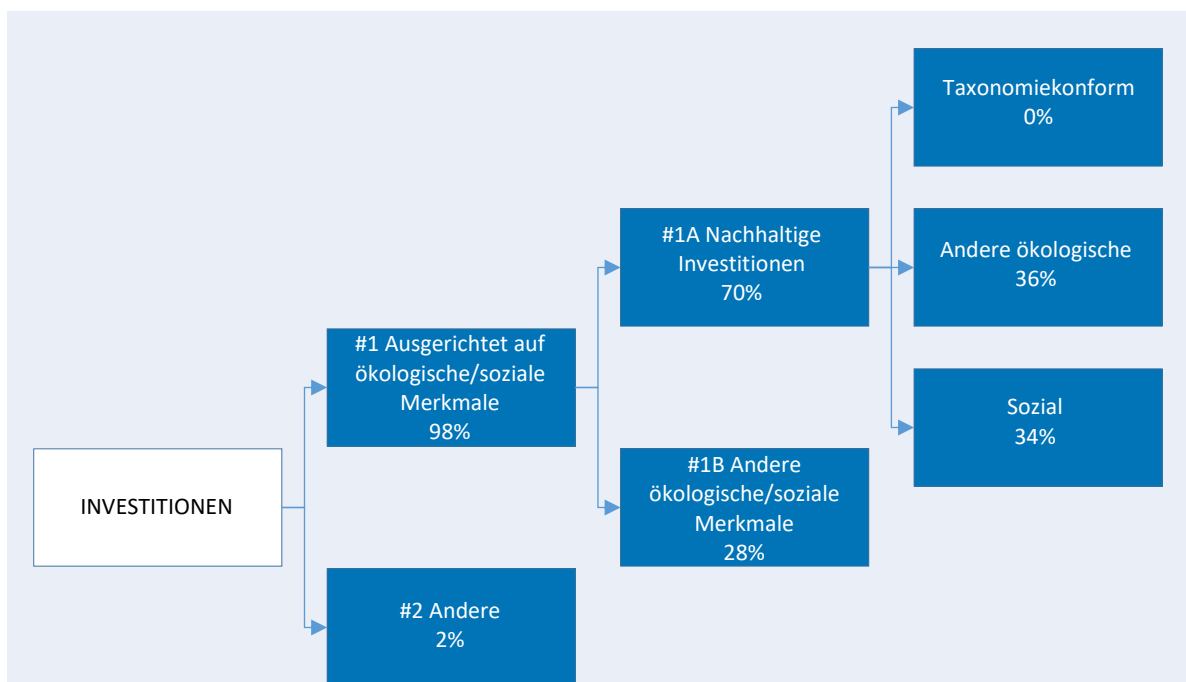 INVESTITIONEN
#1 Ausgerichtet auf
ökologische/soziale
Merkmale
98%
#2 Andere
2%
#1A Nachhaltige
Investitionen
70%
#1B Andere
ökologische/soziale
Merkmale
28%
Taxonomiekonform
0%
Andere ökologische
36%
Sozial
34%